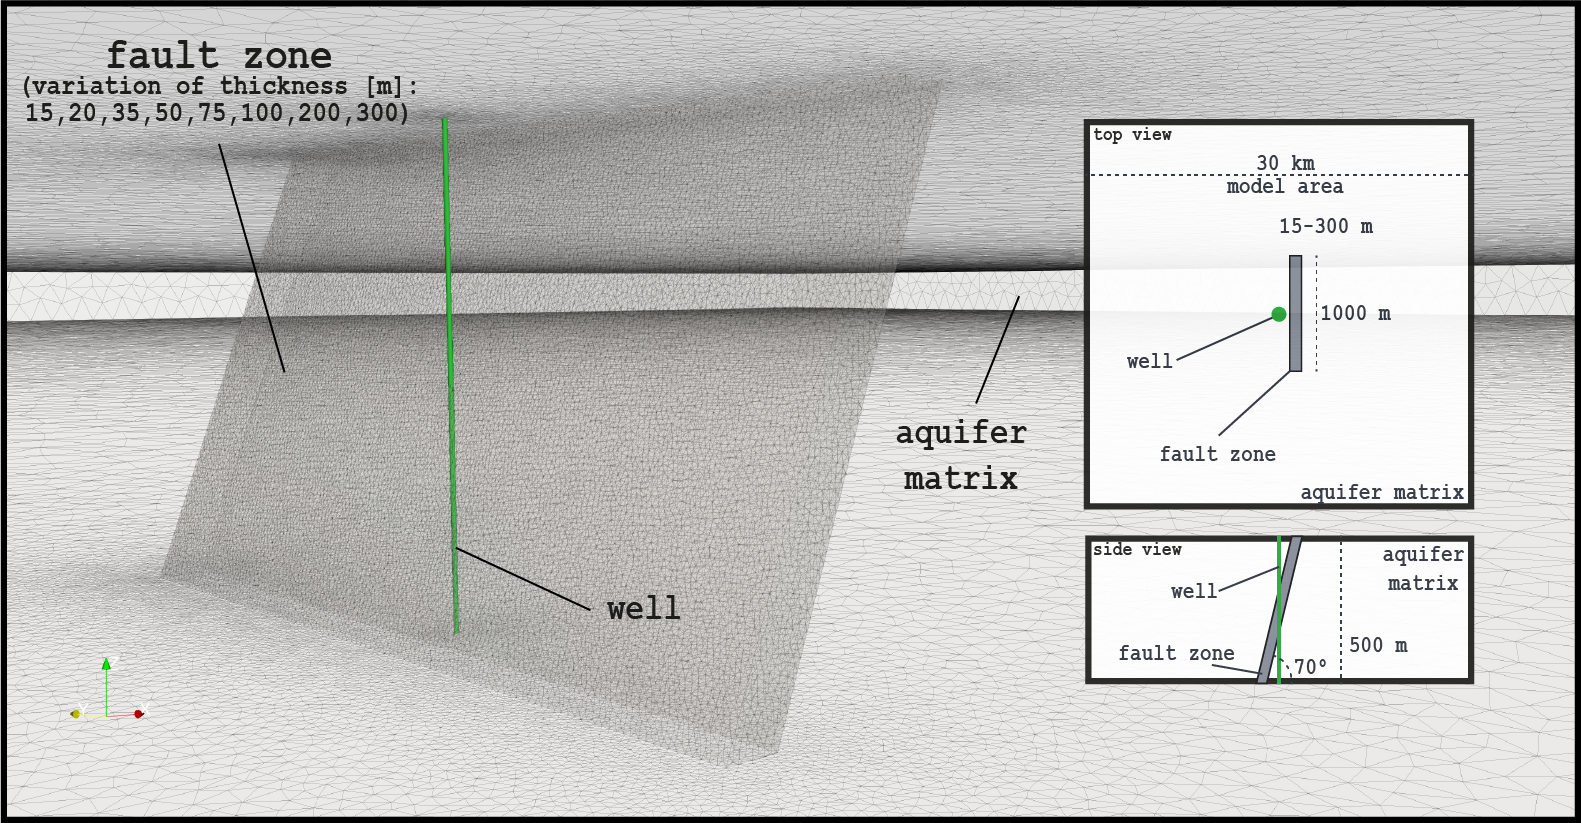 fault zone
(variation of thickness [m]:
15,20,35,50,75,100,200,300)
aquifer
matrix
well
top view
30 km
model area
15-300 m
1000 m
well
fault zone
aquifer matrix
side view
aquifer
matrix
well
500 m
fault zone
70°